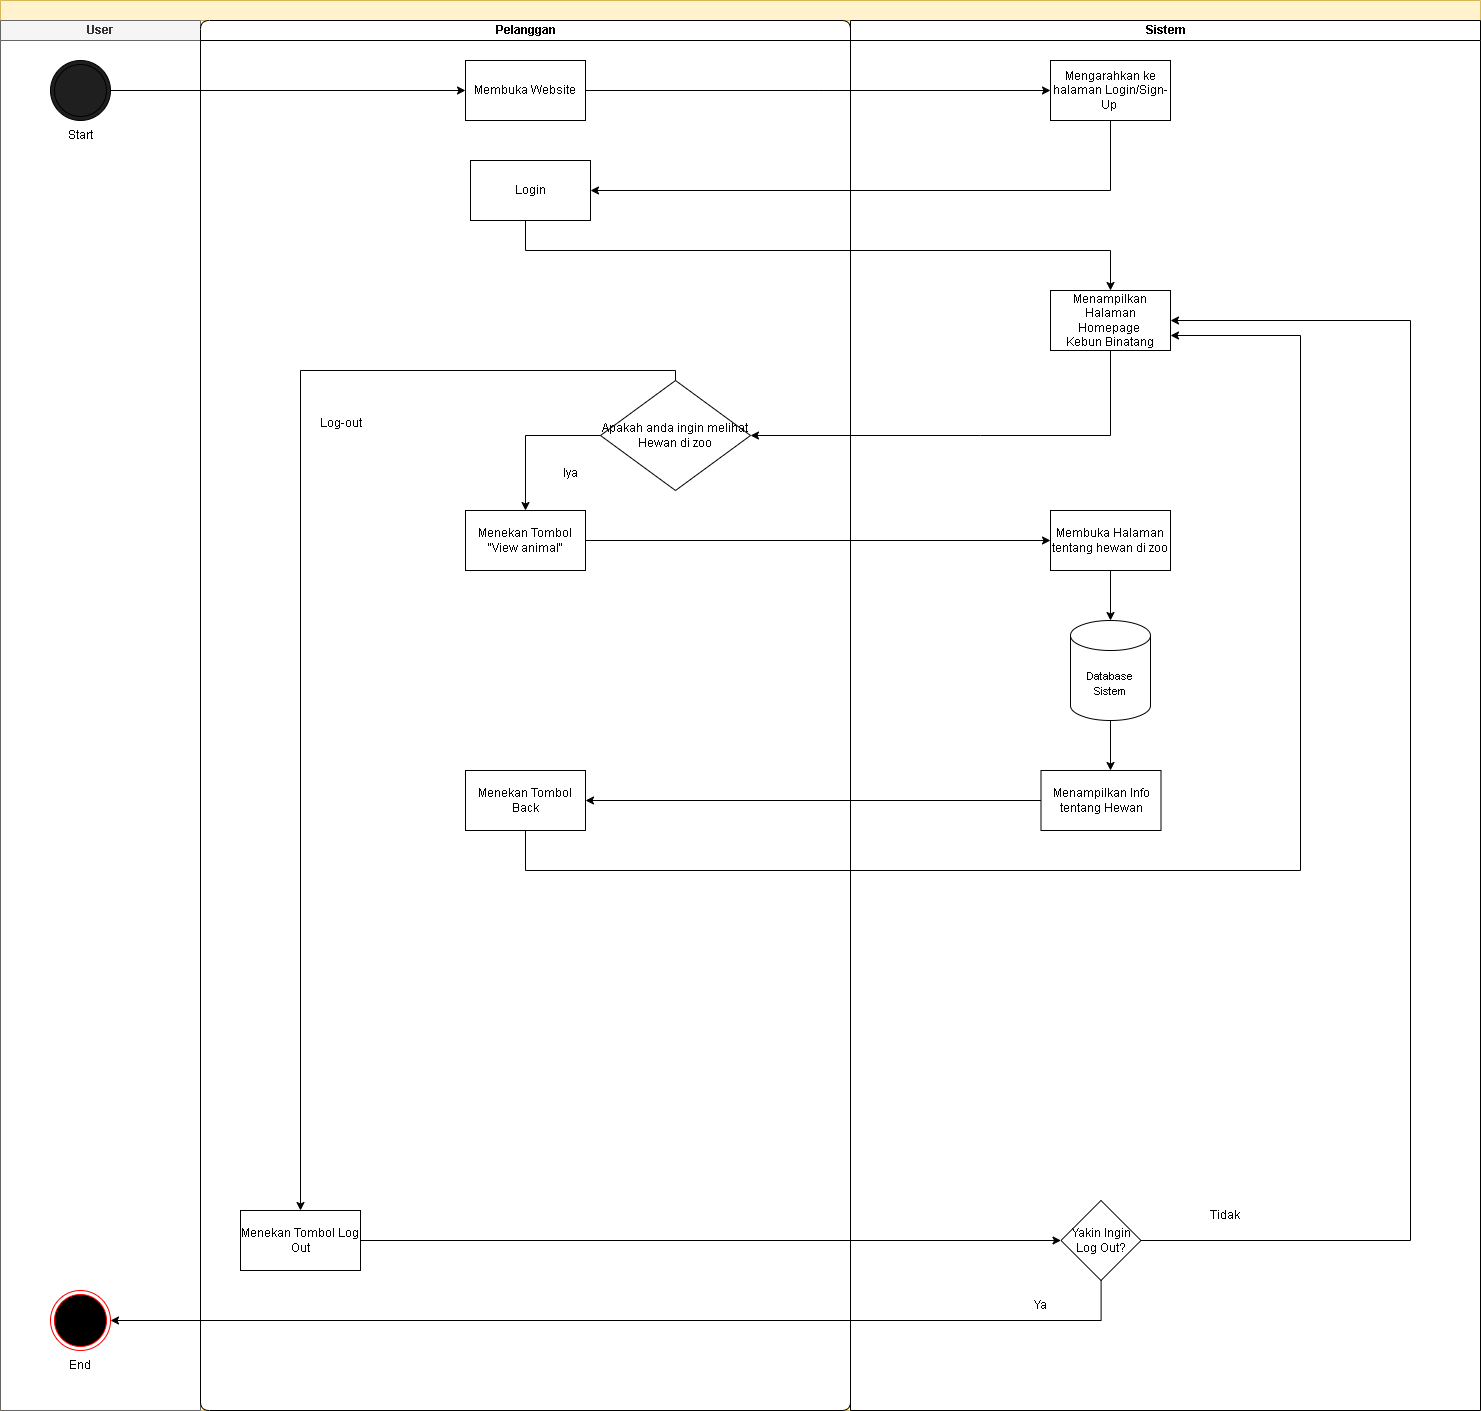 User
Pelanggan
Sistem
Start
Membuka Website
Mengarahkan ke
halaman Login/Sign-
Up
Login
Menampilkan
Halaman
Homepage
Kebun Binatang
Log-out
Apakah anda ingin melihat
Hewan di zoo
Iya
Menekan Tombol
"View animal"
Membuka Halaman
tentang hewan di zoo
Database
Sistem
Menekan Tombol
Back
Menampilkan Info
tentang Hewan
Menekan Tombol Log
Out
Yakin Ingin
Log Out?
Tidak
Ya
End